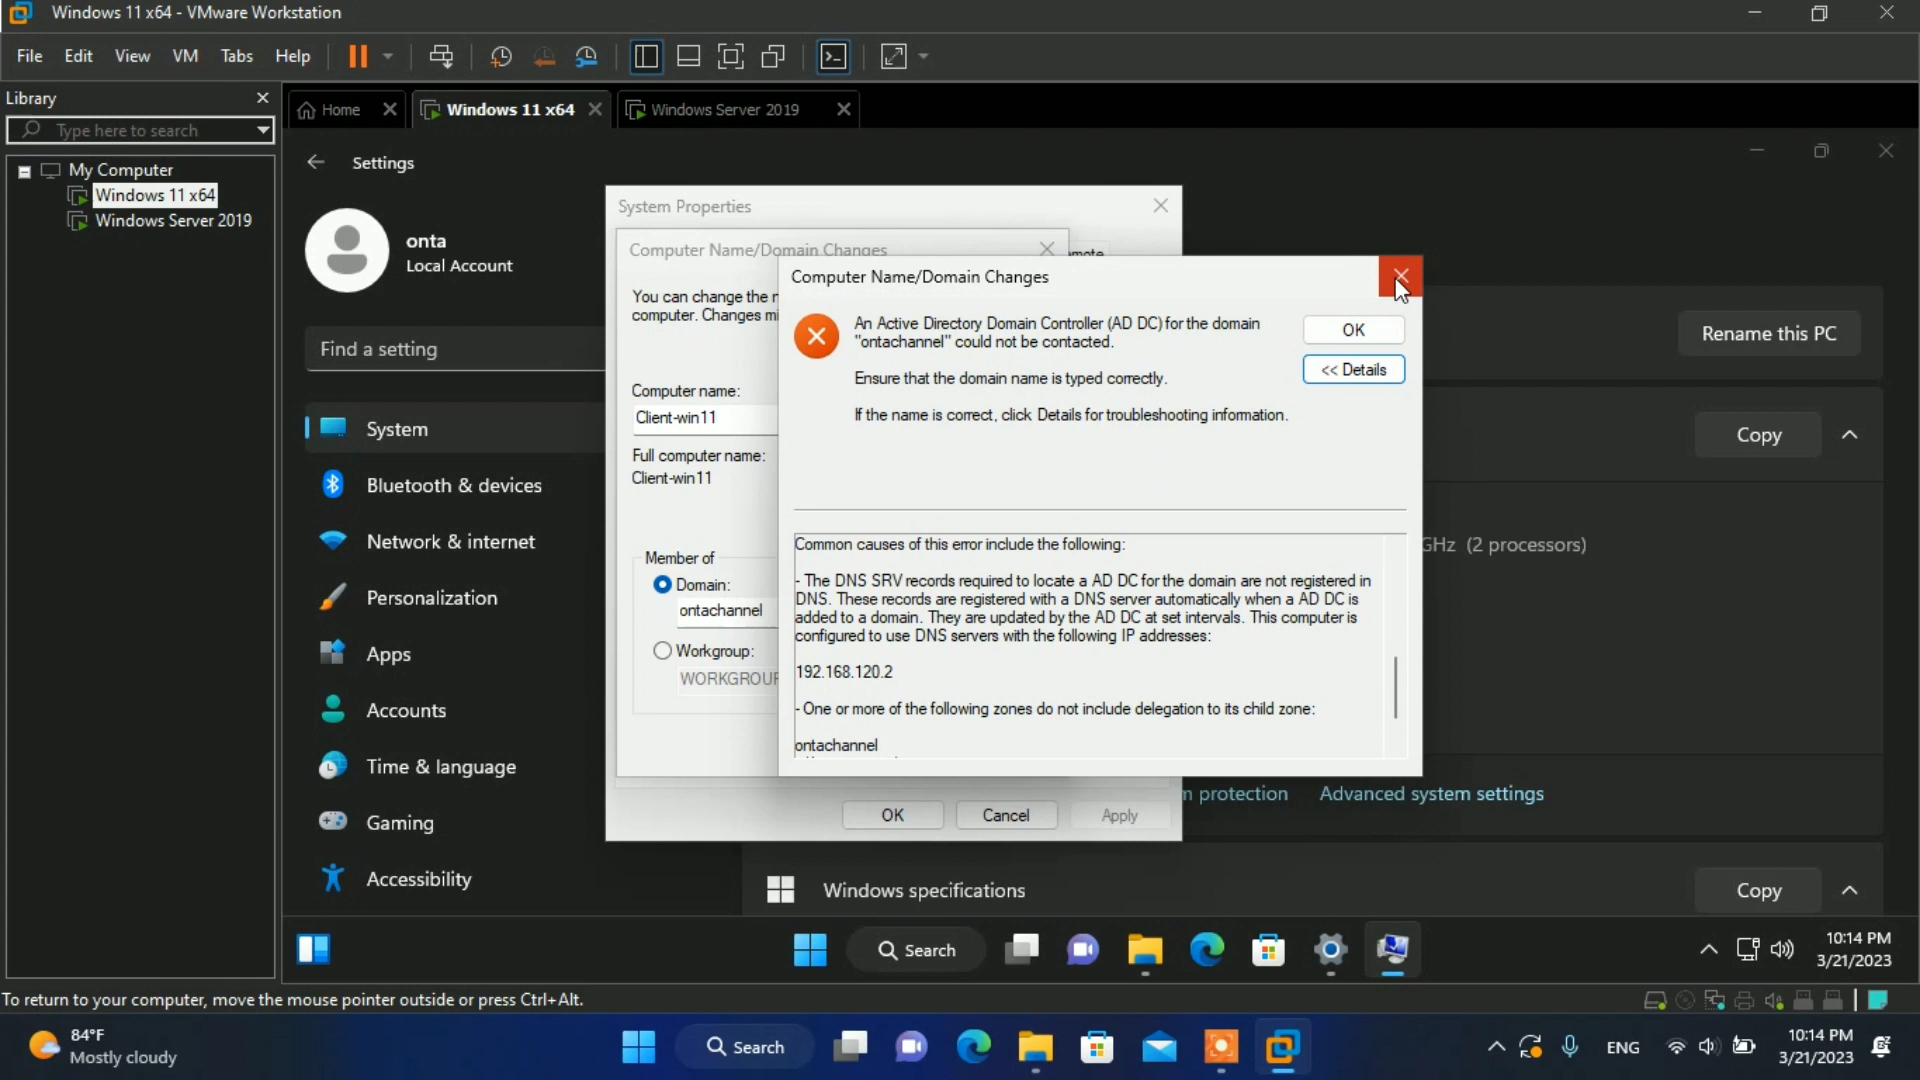 Windows 11 x64 - VMware Workstation
File Edit View VM Tabs Help
Library
Type here to search
My Computer
Windows 11 x64
Windows Server 2019
Home
Windows 11 x64
Windows Server 2019
Settings
onta
Local Account
Find a setting
System
Bluetooth & devices
Network & internet
Personalization
Apps
Accounts
Time & language
Gaming
Accessibility
System Properties
Computer Name/Domain Changes
You can change the
computer. Changes
Computer name:
Client-win11
Full computer name:
Client-win11
Member of
Domain:
ontachannel
Workgroup:
WORKGROUP
OK Cancel Apply
Computer Name/Domain Changes
An Active Directory Domain Controller (AD DC) for the domain
"ontachannel" could not be contacted.
Ensure that the domain name is typed correctly.
If the name is correct, click Details for troubleshooting information.
OK
<< Details
Common causes of this error include the following:
- The DNS SRV records required to locate a AD DC for the domain are not registered in
DNS. These records are registered with a DNS server automatically when a AD DC is
added to a domain. They are updated by the AD DC at set intervals. This computer is
configured to use DNS servers with the following IP addresses:
192.168.120.2
- One or more of the following zones do not include delegation to its child zone:
ontachannel
Rename this PC
Copy
GHz (2 processors)
protection Advanced system settings
Windows specifications
Copy
Search
10:14 PM
3/21/2023
To return to your computer, move the mouse pointer outside or press Ctrl+Alt.
84°F
Mostly cloudy
Search
ENG
10:14 PM
3/21/2023